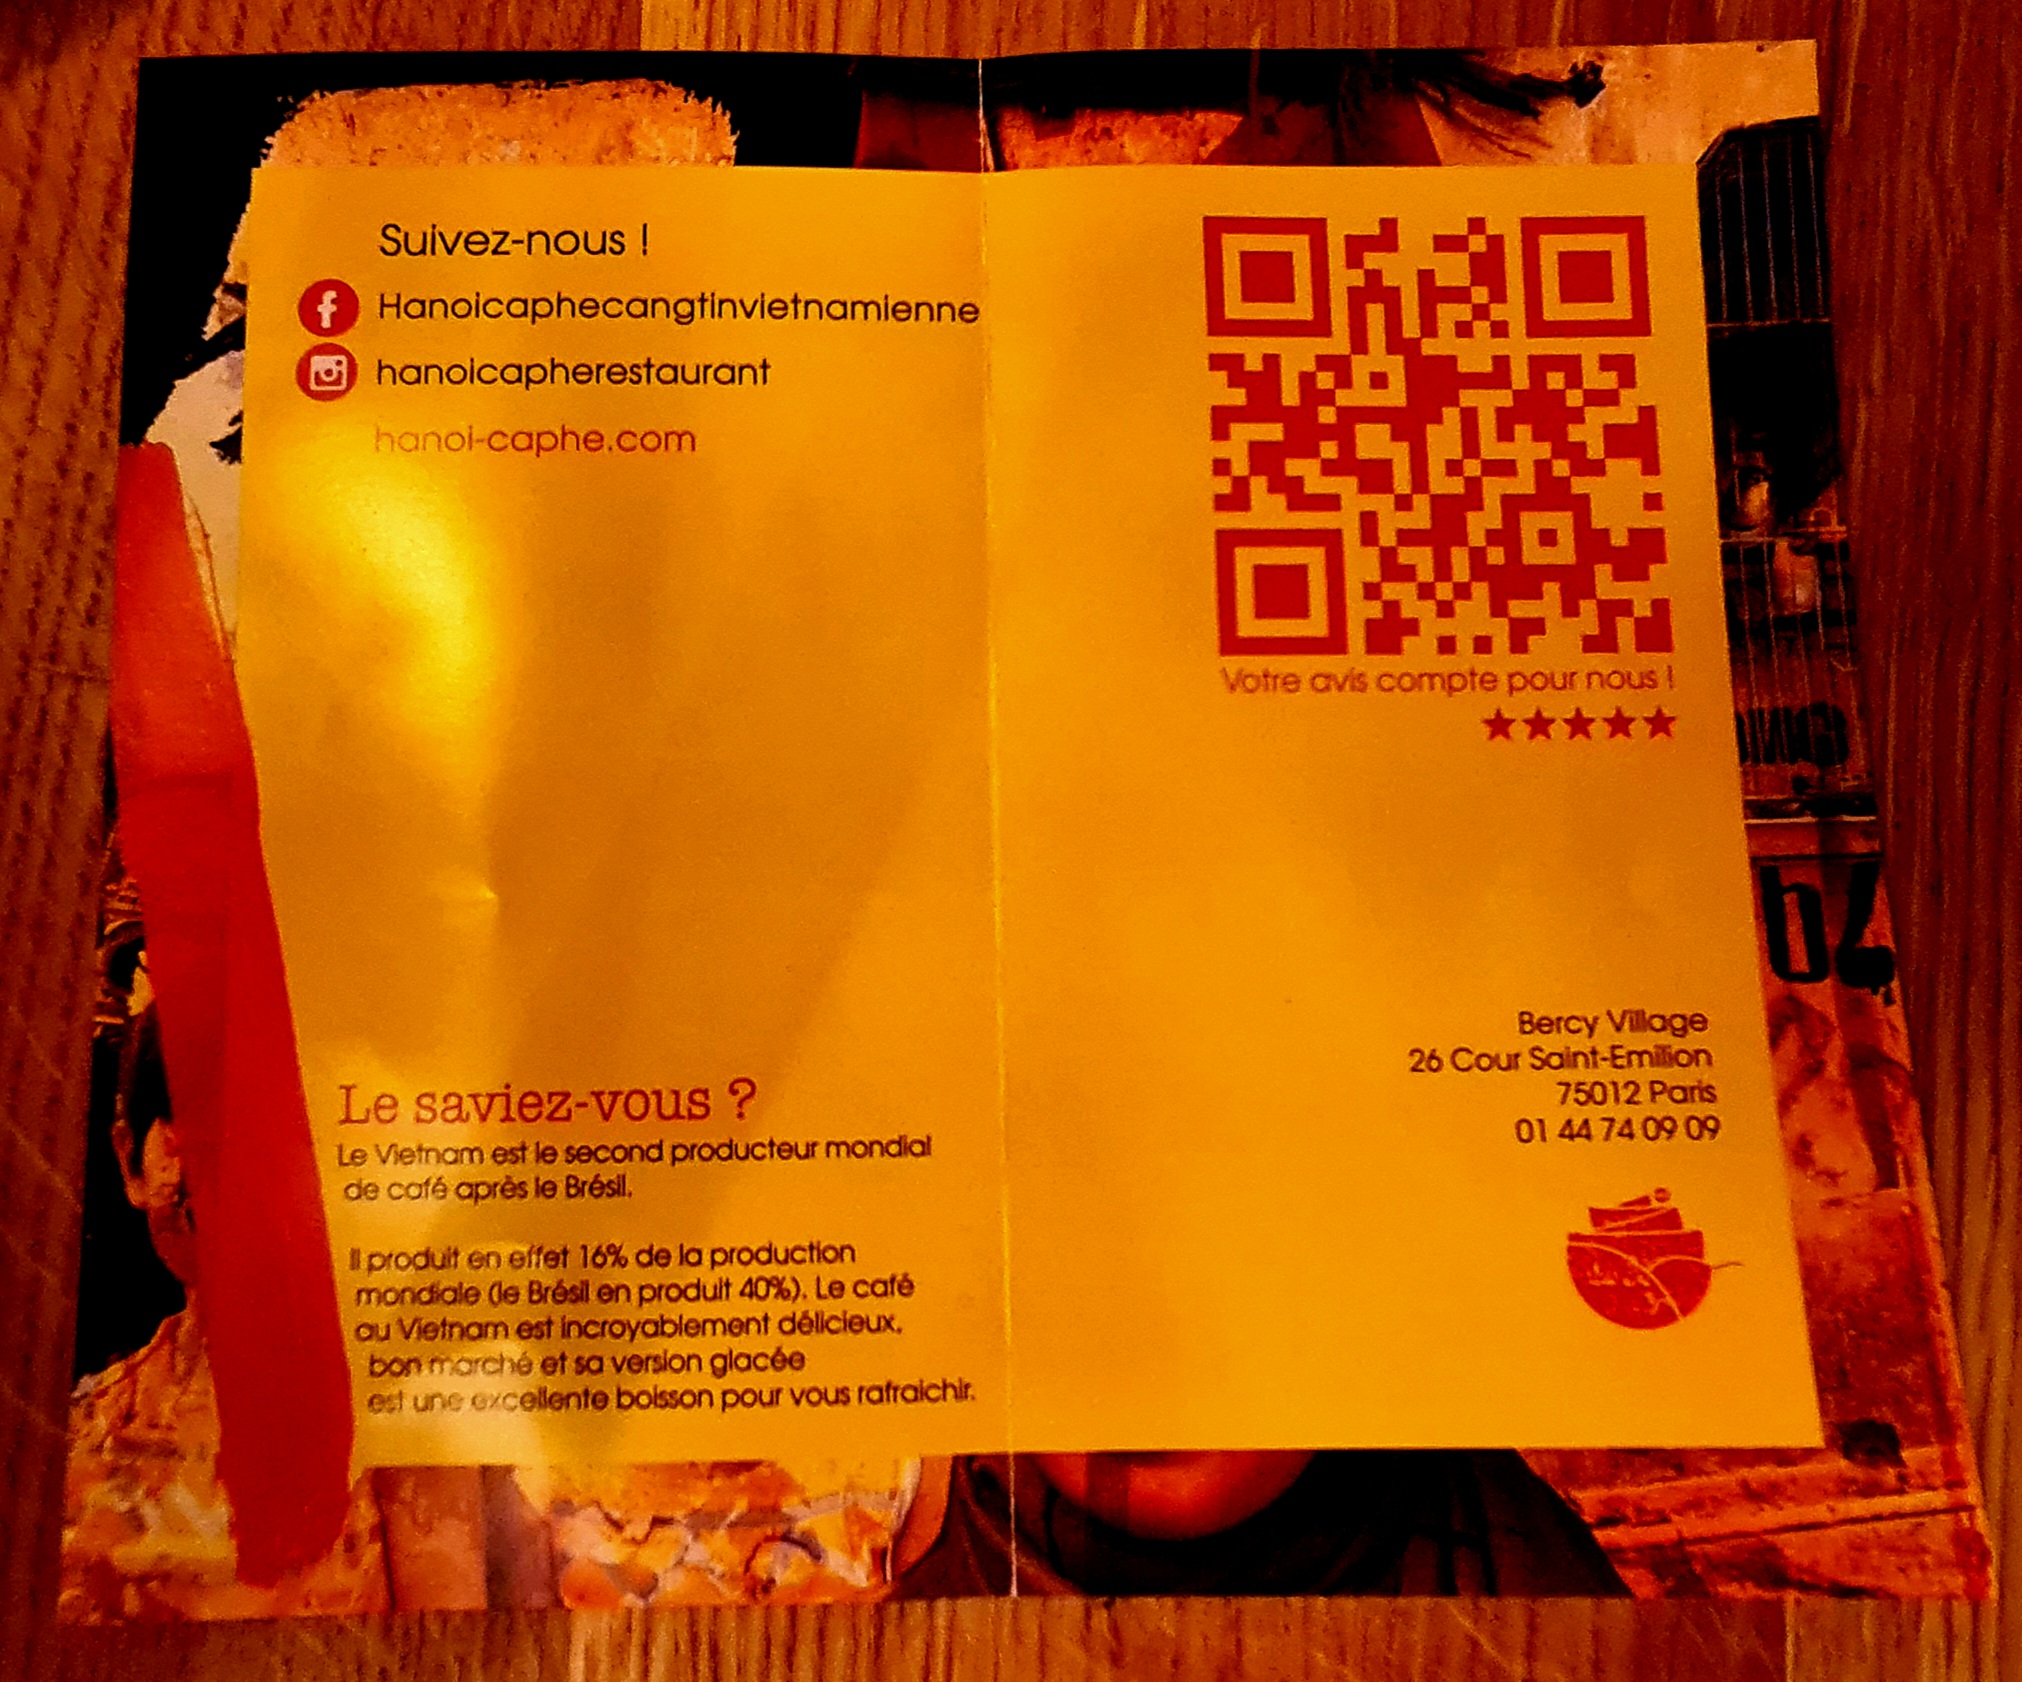 Suivez-nous !
Hanoicaphecangtinvietnamienne
hanoicapherestaurant
hanoi-caphe.com
Votre avis compte pour nous !
Bercy Village
26 Cour Saint-Emilion
75012 Paris
01 44 74 09 09
Le saviez-vous ?
Le Vietnam est le second producteur mondial
de café après le Brésil.
Il produit en effet 16% de la production
mondiale (le Brésil en produit 40%). Le café
au Vietnam est incroyablement délicieux,
bon marché et sa version glacée
est une excellente boisson pour vous rafraichir.